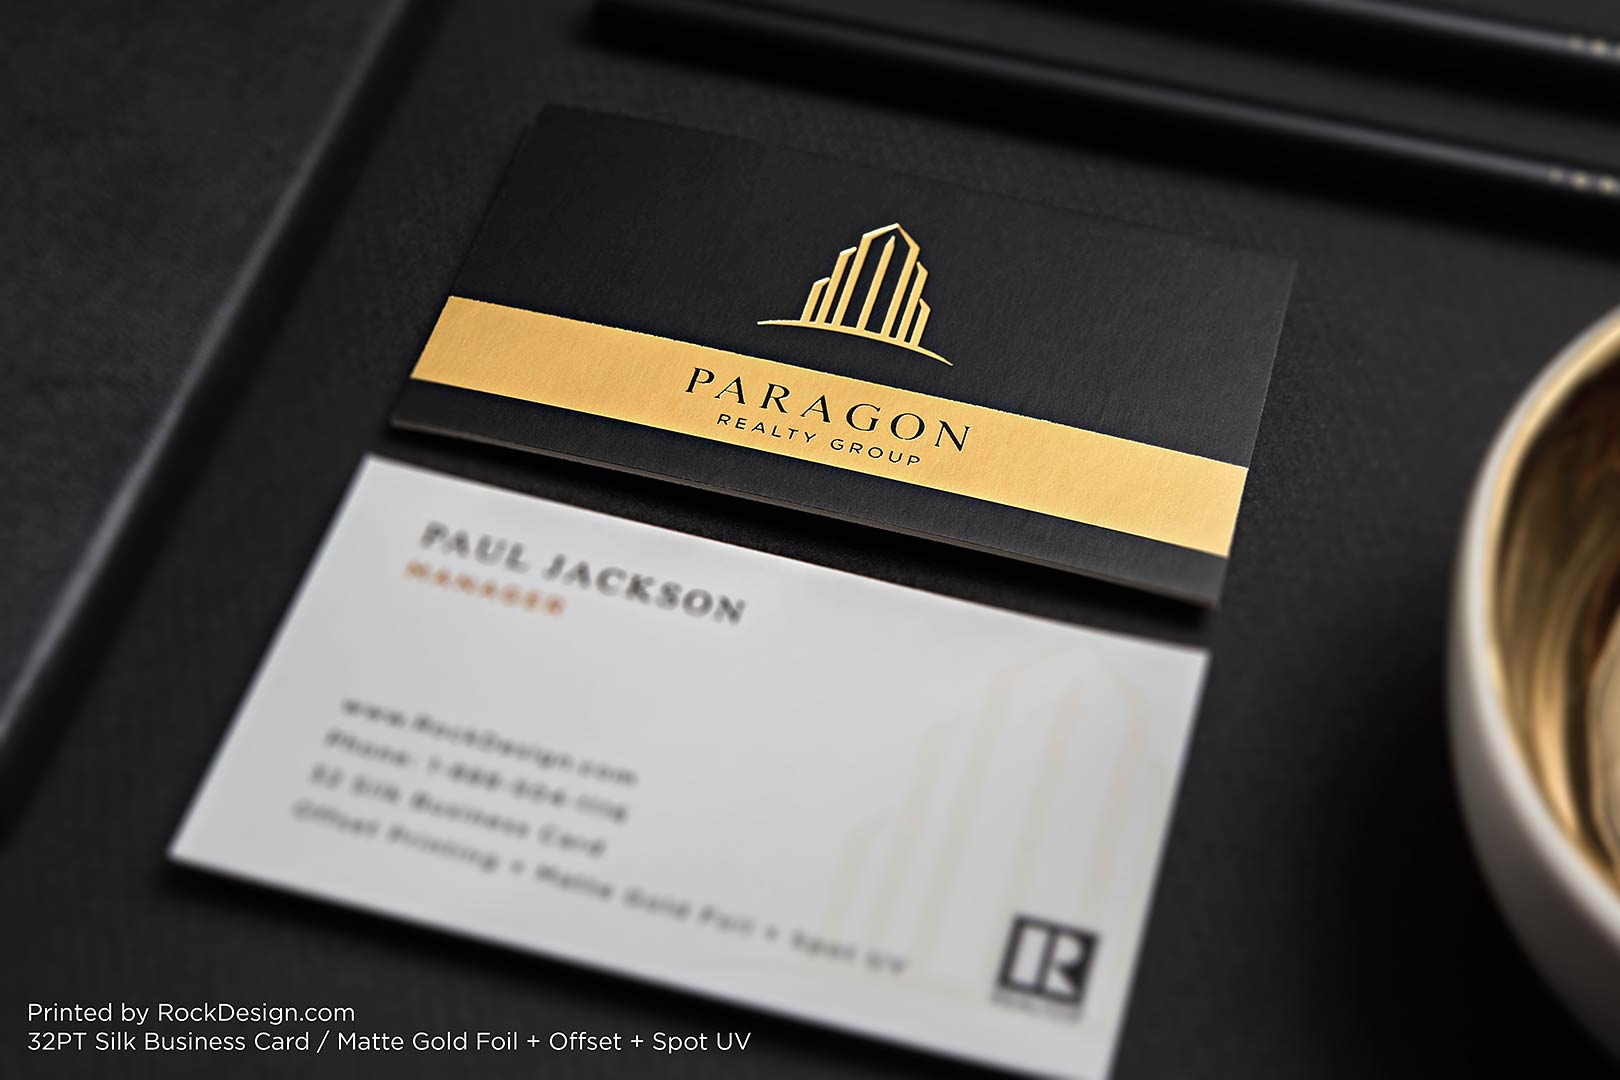 PARAGON
REALTY GROUP
PAUL JACKSON
MANAGER
www.RockDesign.com
Phone: 1-888-504-1116
32 Silk Business Card
Offset Printing + Matte Gold Foil + Spot UV
Printed by RockDesign.com
32PT Silk Business Card / Matte Gold Foil + Offset + Spot UV